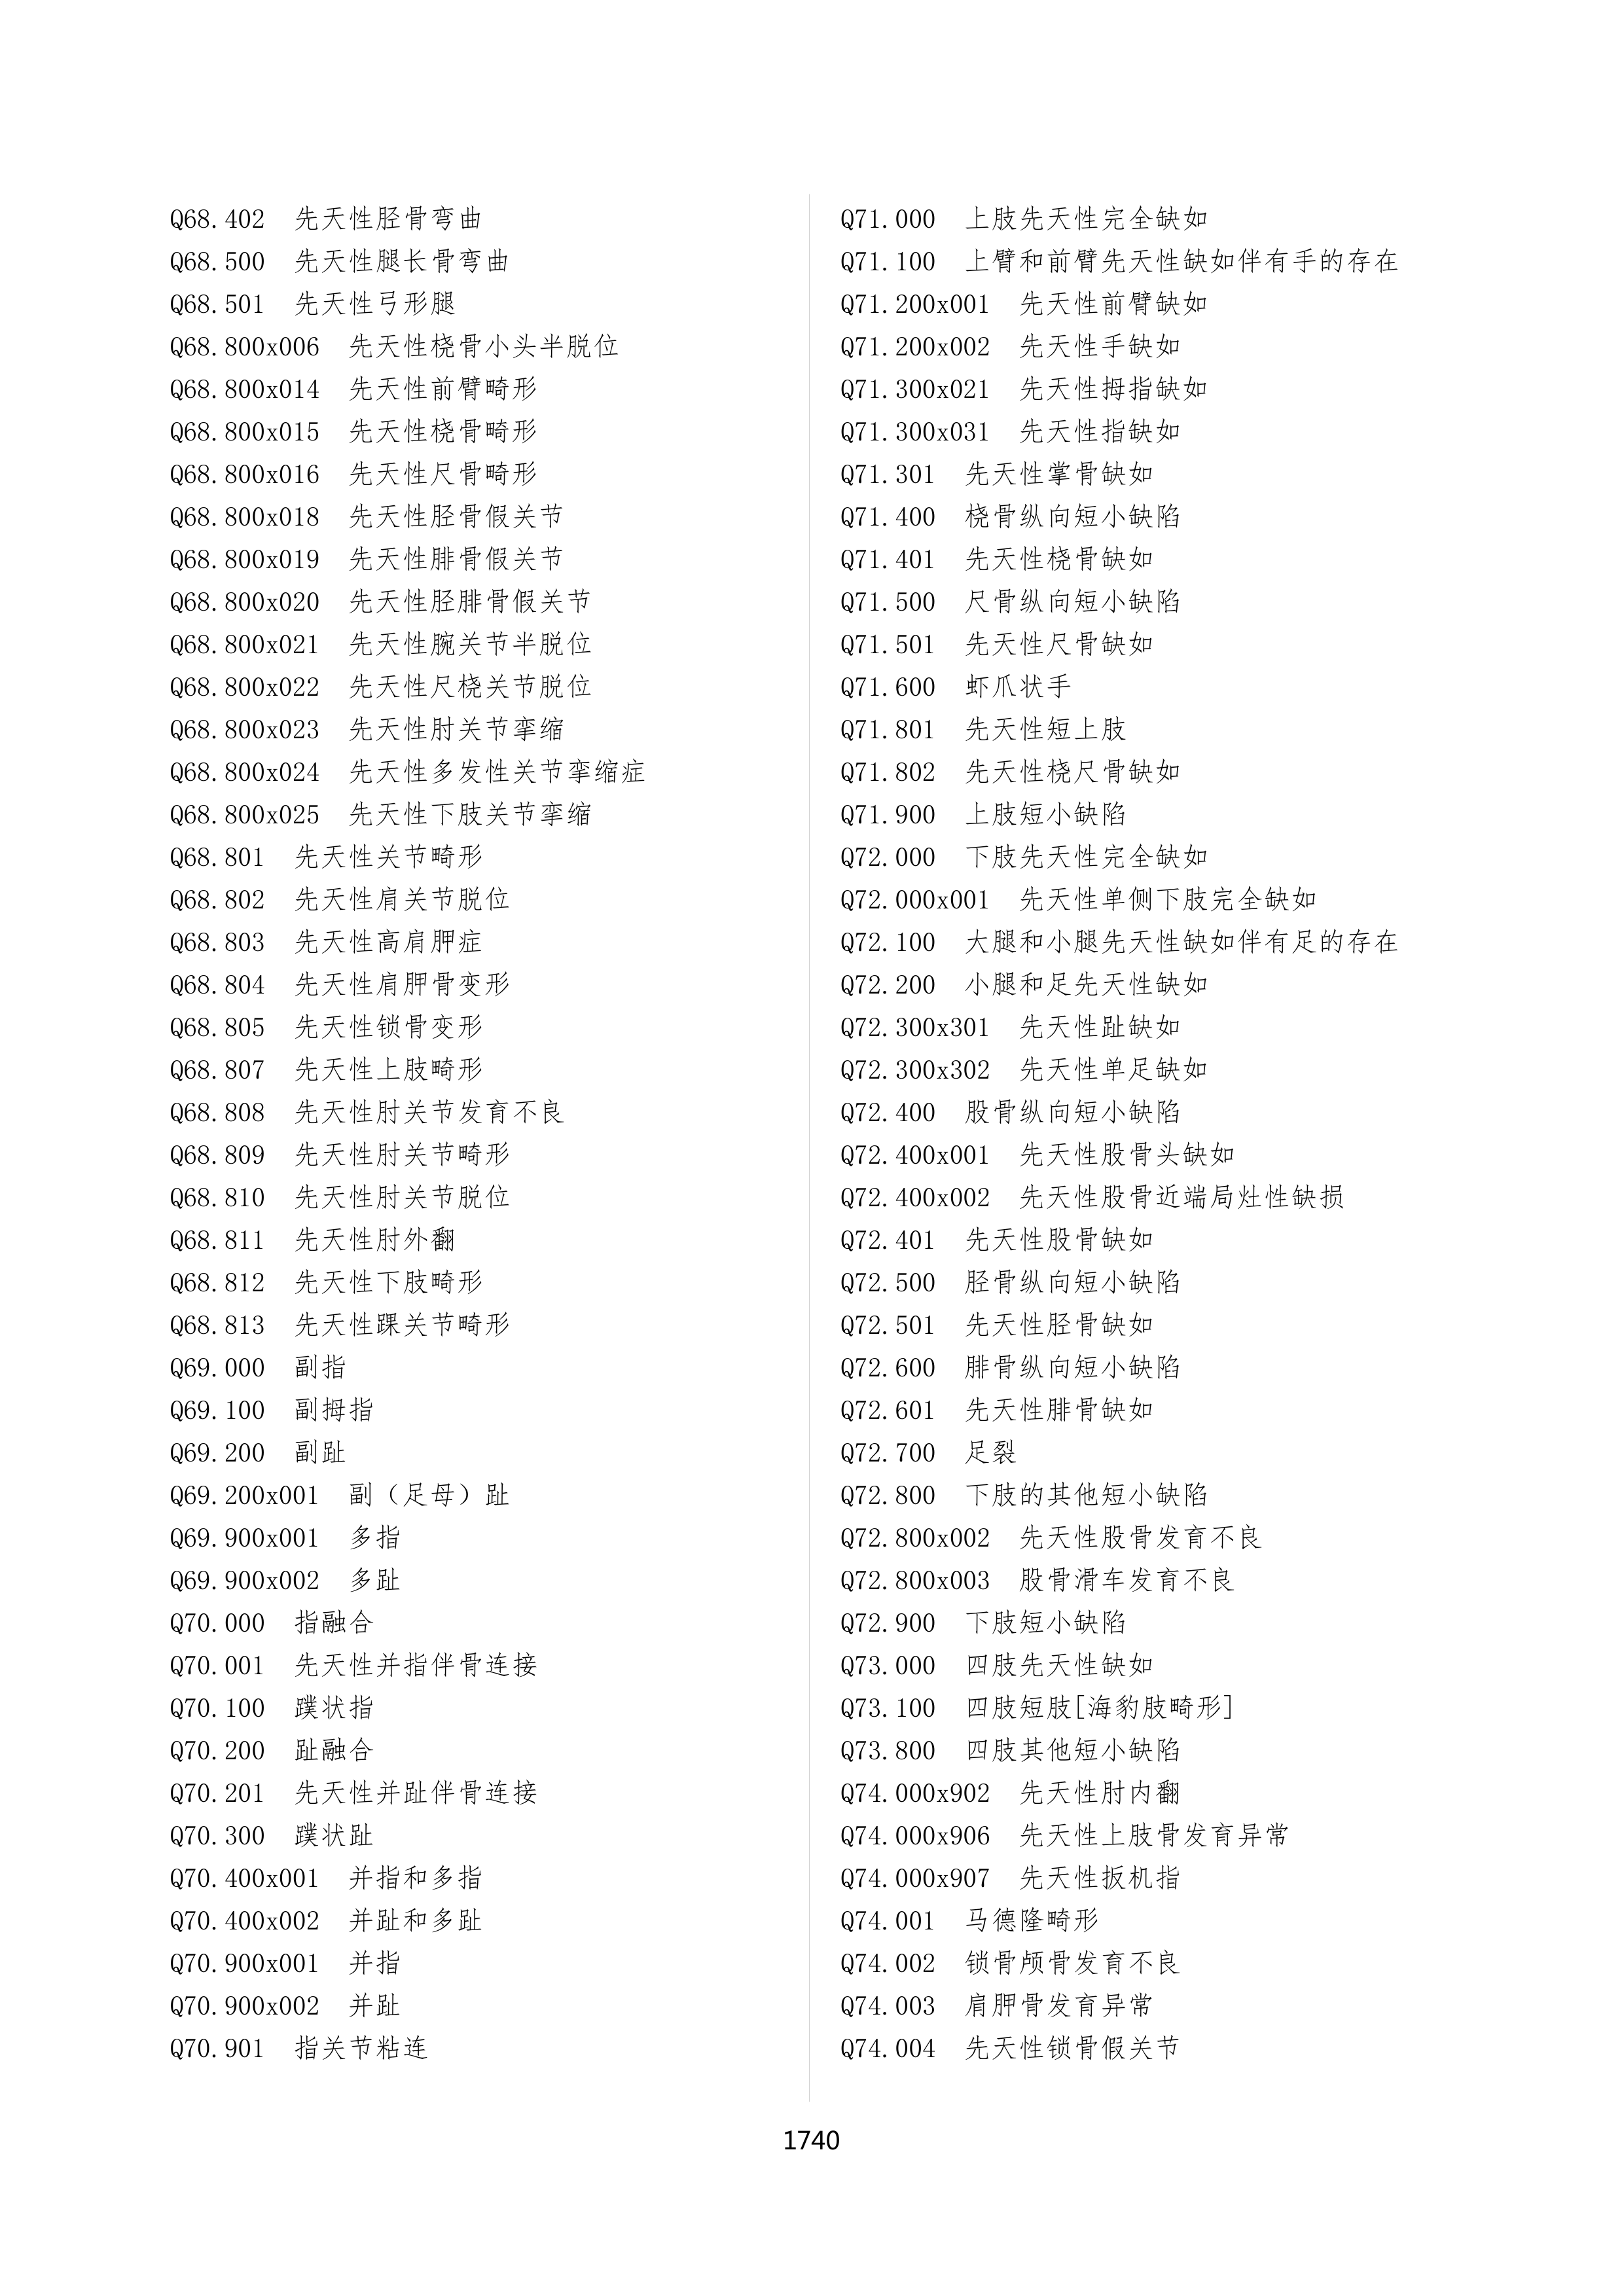 Q68.402 先天性胫骨弯曲
Q68.500 先天性腿长骨弯曲
Q68.501 先天性弓形腿
Q68.800x006 先天性桡骨小头半脱位
Q68.800x014 先天性前臂畸形
Q68.800x015 先天性桡骨畸形
Q68.800x016 先天性尺骨畸形
Q68.800x018 先天性胫骨假关节
Q68.800x019 先天性腓骨假关节
Q68.800x020 先天性胫腓骨假关节
Q68.800x021 先天性腕关节半脱位
Q68.800x022 先天性尺桡关节脱位
Q68.800x023 先天性肘关节挛缩
Q68.800x024 先天性多发性关节挛缩症
Q68.800x025 先天性下肢关节挛缩
Q68.801 先天性关节畸形
Q68.802 先天性肩关节脱位
Q68.803 先天性高肩胛症
Q68.804 先天性肩胛骨变形
Q68.805 先天性锁骨变形
Q68.807 先天性上肢畸形
Q68.808 先天性肘关节发育不良
Q68.809 先天性肘关节畸形
Q68.810 先天性肘关节脱位
Q68.811 先天性肘外翻
Q68.812 先天性下肢畸形
Q68.813 先天性踝关节畸形
Q69.000 副指
Q69.100 副拇指
Q69.200 副趾
Q69.200x001 副（足母）趾
Q69.900x001 多指
Q69.900x002 多趾
Q70.000 指融合
Q70.001 先天性并指伴骨连接
Q70.100 蹼状指
Q70.200 趾融合
Q70.201 先天性并趾伴骨连接
Q70.300 蹼状趾
Q70.400x001 并指和多指
Q70.400x002 并趾和多趾
Q70.900x001 并指
Q70.900x002 并趾
Q70.901 指关节粘连
Q71.000 上肢先天性完全缺如
Q71.100 上臂和前臂先天性缺如伴有手的存在
Q71.200x001 先天性前臂缺如
Q71.200x002 先天性手缺如
Q71.300x021 先天性拇指缺如
Q71.300x031 先天性指缺如
Q71.301 先天性掌骨缺如
Q71.400 桡骨纵向短小缺陷
Q71.401 先天性桡骨缺如
Q71.500 尺骨纵向短小缺陷
Q71.501 先天性尺骨缺如
Q71.600 虾爪状手
Q71.801 先天性短上肢
Q71.802 先天性桡尺骨缺如
Q71.900 上肢短小缺陷
Q72.000 下肢先天性完全缺如
Q72.000x001 先天性单侧下肢完全缺如
Q72.100 大腿和小腿先天性缺如伴有足的存在
Q72.200 小腿和足先天性缺如
Q72.300x301 先天性趾缺如
Q72.300x302 先天性单足缺如
Q72.400 股骨纵向短小缺陷
Q72.400x001 先天性股骨头缺如
Q72.400x002 先天性股骨近端局灶性缺损
Q72.401 先天性股骨缺如
Q72.500 胫骨纵向短小缺陷
Q72.501 先天性胫骨缺如
Q72.600 腓骨纵向短小缺陷
Q72.601 先天性腓骨缺如
Q72.700 足裂
Q72.800 下肢的其他短小缺陷
Q72.800x002 先天性股骨发育不良
Q72.800x003 股骨滑车发育不良
Q72.900 下肢短小缺陷
Q73.000 四肢先天性缺如
Q73.100 四肢短肢[海豹肢畸形]
Q73.800 四肢其他短小缺陷
Q74.000x902 先天性肘内翻
Q74.000x906 先天性上肢骨发育异常
Q74.000x907 先天性扳机指
Q74.001 马德隆畸形
Q74.002 锁骨颅骨发育不良
Q74.003 肩胛骨发育异常
Q74.004 先天性锁骨假关节
1740